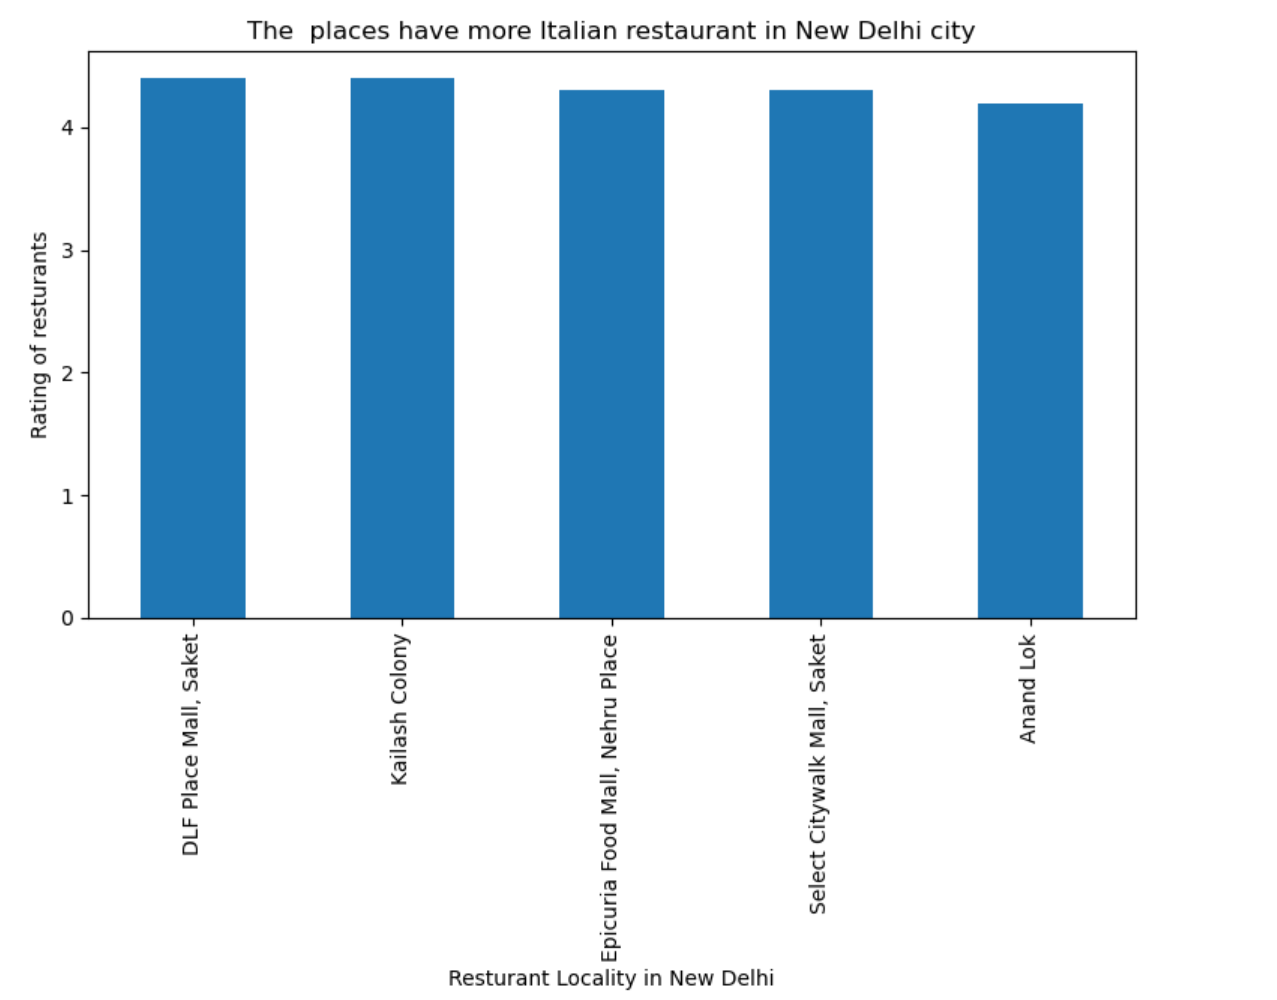 The  places have more Italian restaurant in New Delhi city
Rating of resturants
4
3
2
1
0
DLF Place Mall, Saket
Kailash Colony
Epicuria Food Mall, Nehru Place
Select Citywalk Mall, Saket
Anand Lok
Resturant Locality in New Delhi